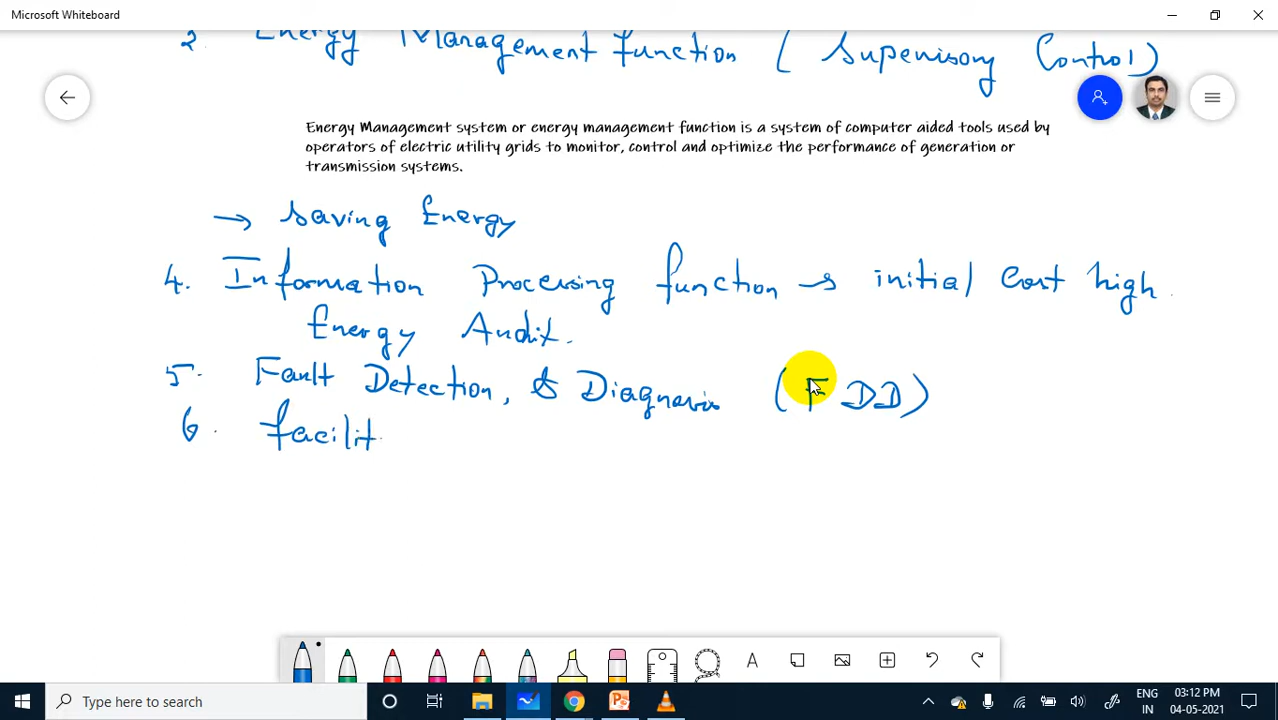 Microsoft Whiteboard
2. Energy Management function ( Supervisory Control )
Energy Management system or energy management function is a system of computer aided tools used by
operators of electric utility grids to monitor, control and optimize the performance of generation or
transmission systems.
→ Saving Energy
4. Information Processing function → initial Cost high.
Energy Audit.
5. Fault Detection, & Diagnosis ( FDD )
6. facilit
A
Type here to search
ENG
IN
03:12 PM
04-05-2021